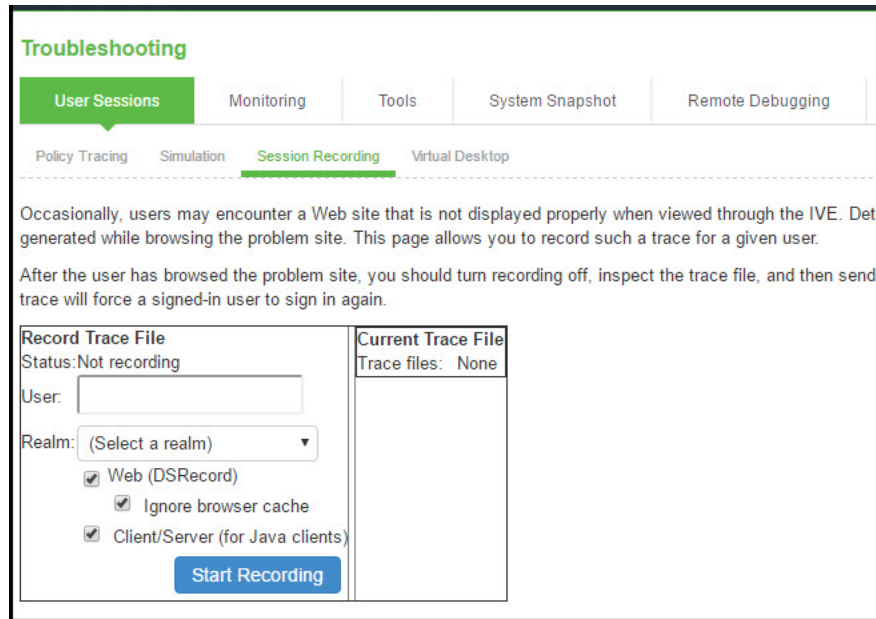 Troubleshooting
User Sessions Monitoring Tools System Snapshot Remote Debugging
Policy Tracing Simulation Session Recording Virtual Desktop
Occasionally, users may encounter a Web site that is not displayed properly when viewed through the IVE. Det
generated while browsing the problem site. This page allows you to record such a trace for a given user.
After the user has browsed the problem site, you should turn recording off, inspect the trace file, and then send
trace will force a signed-in user to sign in again.
Record Trace File
Status:Not recording
User:
Realm: (Select a realm)
Web (DSRecord)
Ignore browser cache
Client/Server (for Java clients)
Start Recording
Current Trace File
Trace files: None